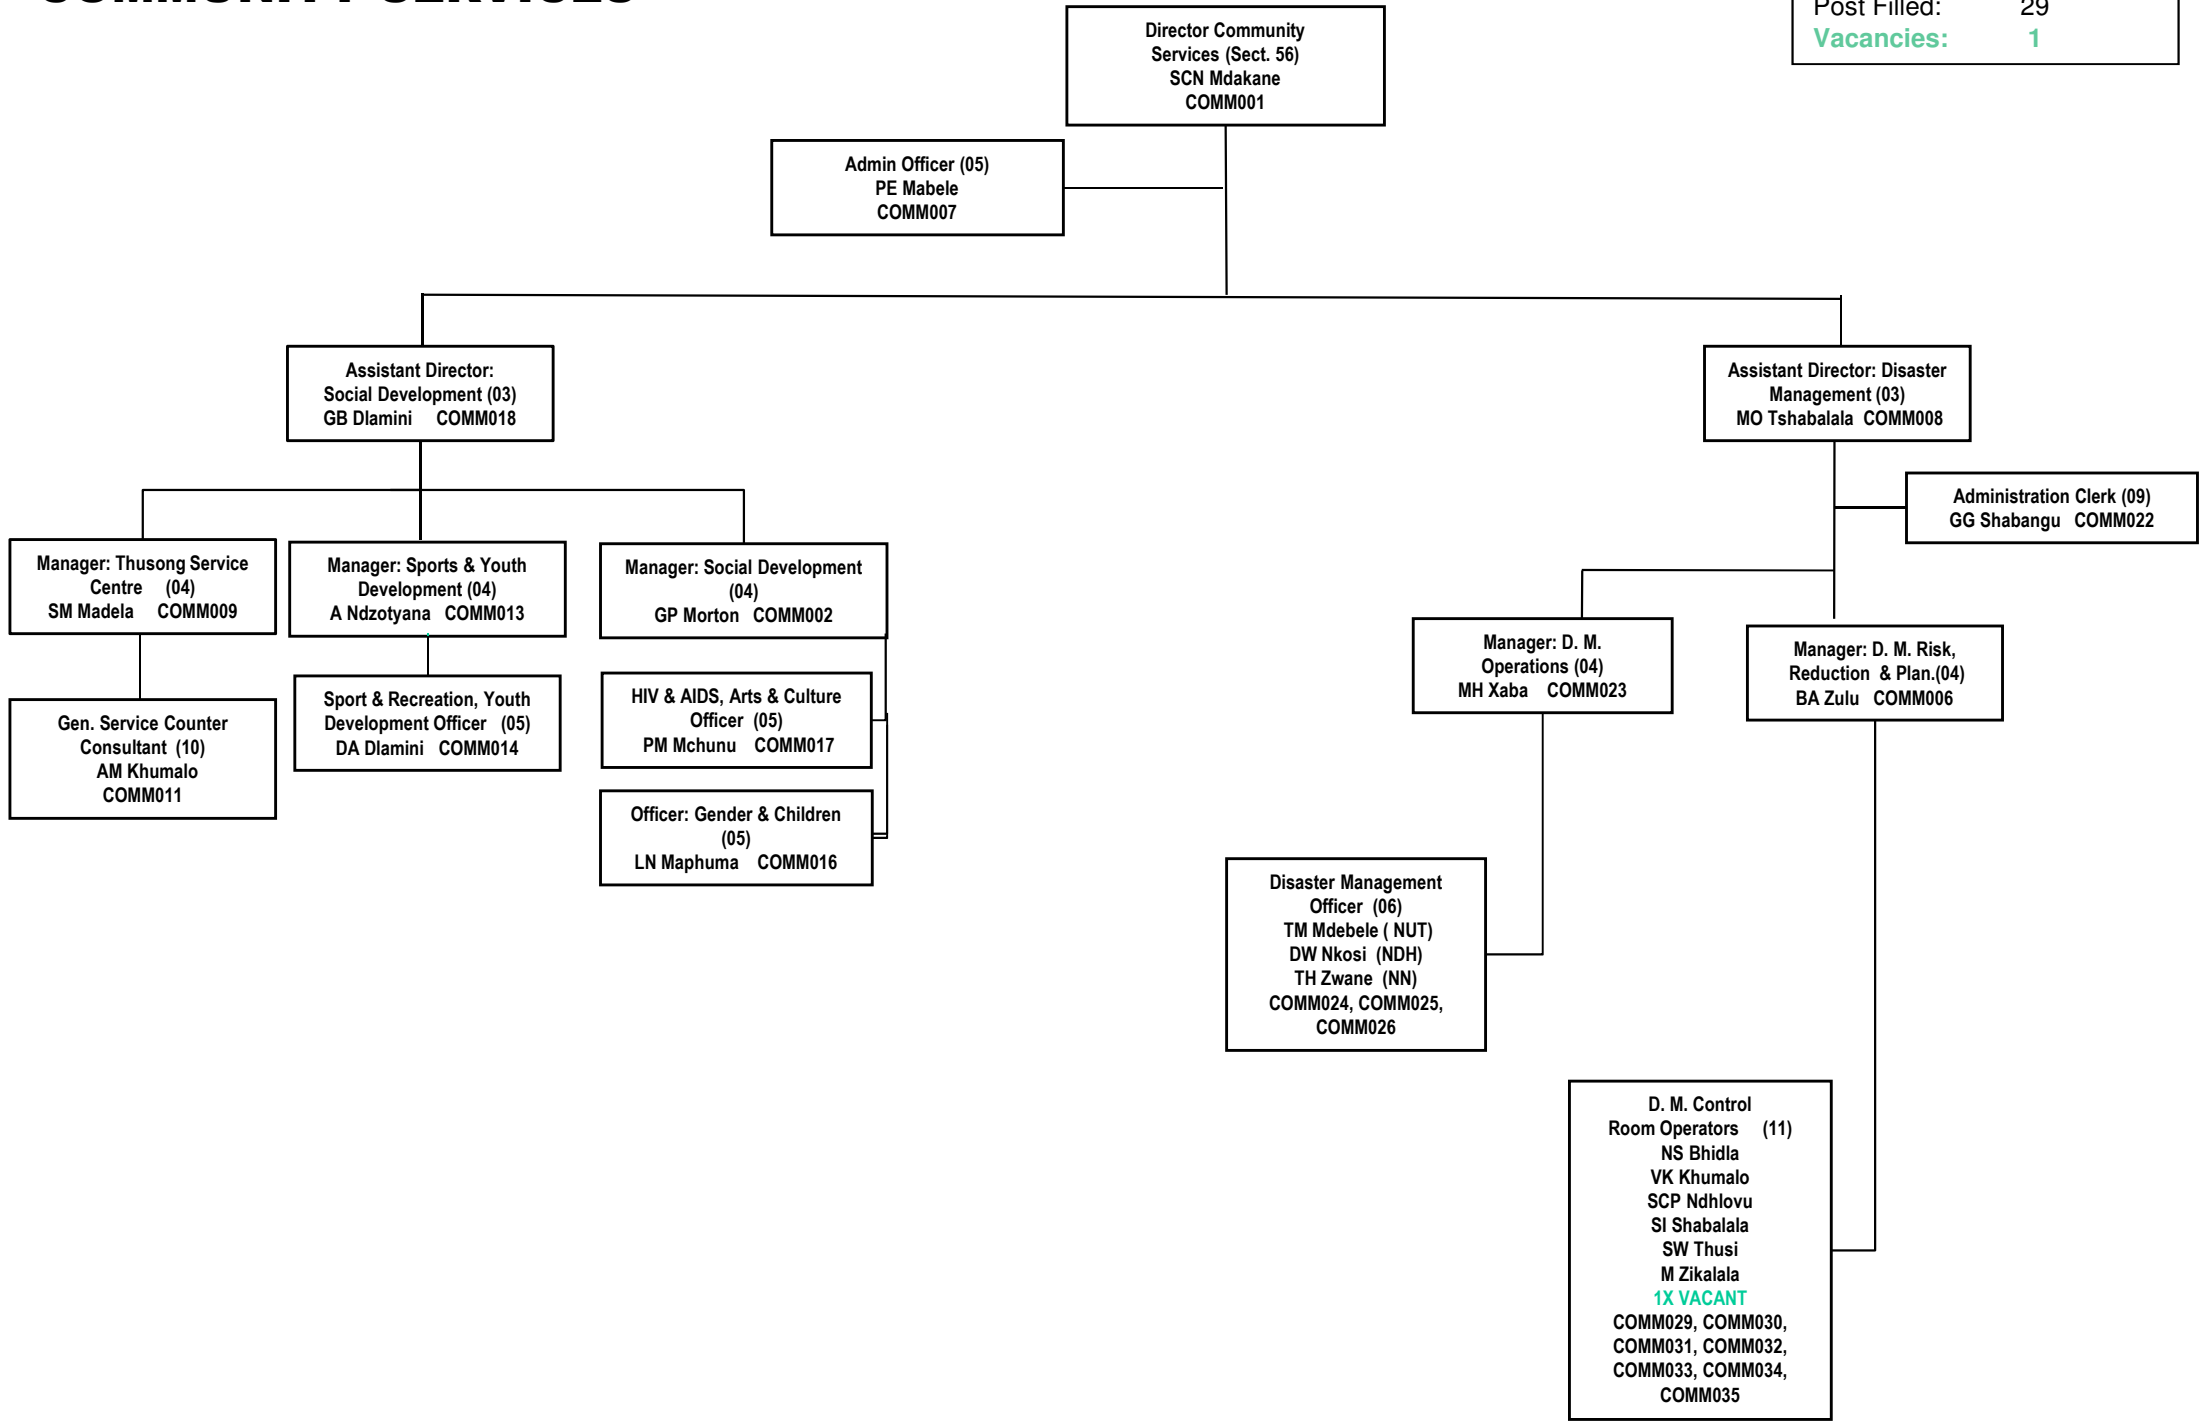 COMMUNITY SERVICES
Post Filled: 29
Vacancies: 1
Director Community
Services (Sect. 56)
SCN Mdakane
COMM001
Admin Officer (05)
PE Mabele
COMM007
Assistant Director:
Social Development (03)
GB Dlamini COMM018
Assistant Director: Disaster
Management (03)
MO Tshabalala COMM008
Administration Clerk (09)
GG Shabangu COMM022
Manager: Thusong Service
Centre (04)
SM Madela COMM009
Manager: Sports & Youth
Development (04)
A Ndzotyana COMM013
Manager: Social Development
(04)
GP Morton COMM002
Manager: D. M.
Operations (04)
MH Xaba COMM023
Manager: D. M. Risk,
Reduction & Plan.(04)
BA Zulu COMM006
Gen. Service Counter
Consultant (10)
AM Khumalo
COMM011
Sport & Recreation, Youth
Development Officer (05)
DA Dlamini COMM014
HIV & AIDS, Arts & Culture
Officer (05)
PM Mchunu COMM017
Officer: Gender & Children
(05)
LN Maphuma COMM016
Disaster Management
Officer (06)
TM Mdebele ( NUT)
DW Nkosi (NDH)
TH Zwane (NN)
COMM024, COMM025,
COMM026
D. M. Control
Room Operators (11)
NS Bhidla
VK Khumalo
SCP Ndhlovu
SI Shabalala
SW Thusi
M Zikalala
1X VACANT
COMM029, COMM030,
COMM031, COMM032,
COMM033, COMM034,
COMM035